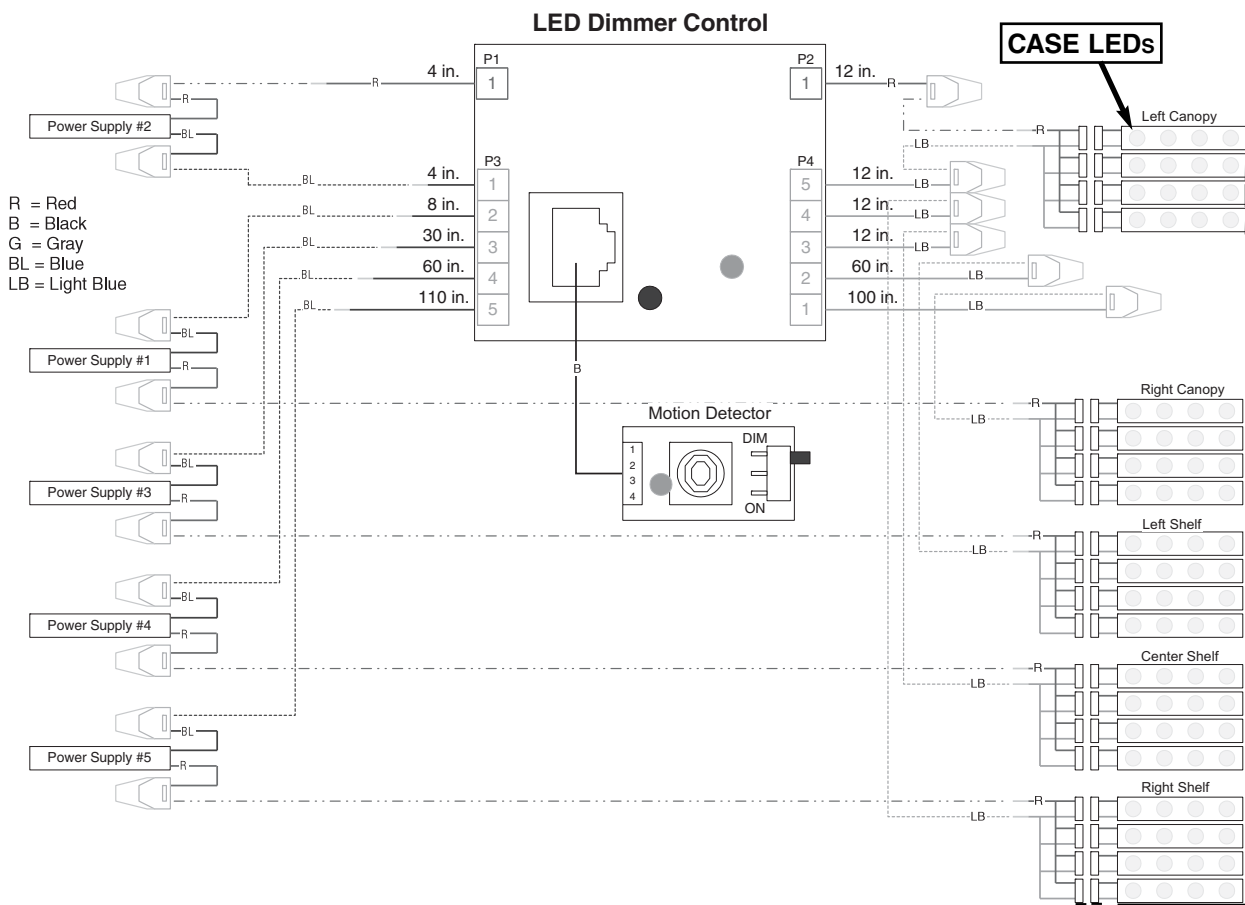 LED Dimmer Control
CASE LEDs
P1
1
4 in.
R
P2
1
12 in.
R
Power Supply #2
R
BL
R = Red
B = Black
G = Gray
BL = Blue
LB = Light Blue
P3
1
2
3
4
5
4 in.
8 in.
30 in.
60 in.
110 in.
BL
BL
BL
BL
BL
P4
5
4
3
2
1
12 in.
12 in.
12 in.
60 in.
100 in.
LB
LB
LB
LB
LB
Left Canopy
R
LB
Power Supply #1
BL
R
B
Motion Detector
1
2
3
4
DIM
ON
Right Canopy
R
LB
Power Supply #3
BL
R
Left Shelf
R
LB
Power Supply #4
BL
R
Center Shelf
R
LB
Power Supply #5
BL
R
Right Shelf
R
LB